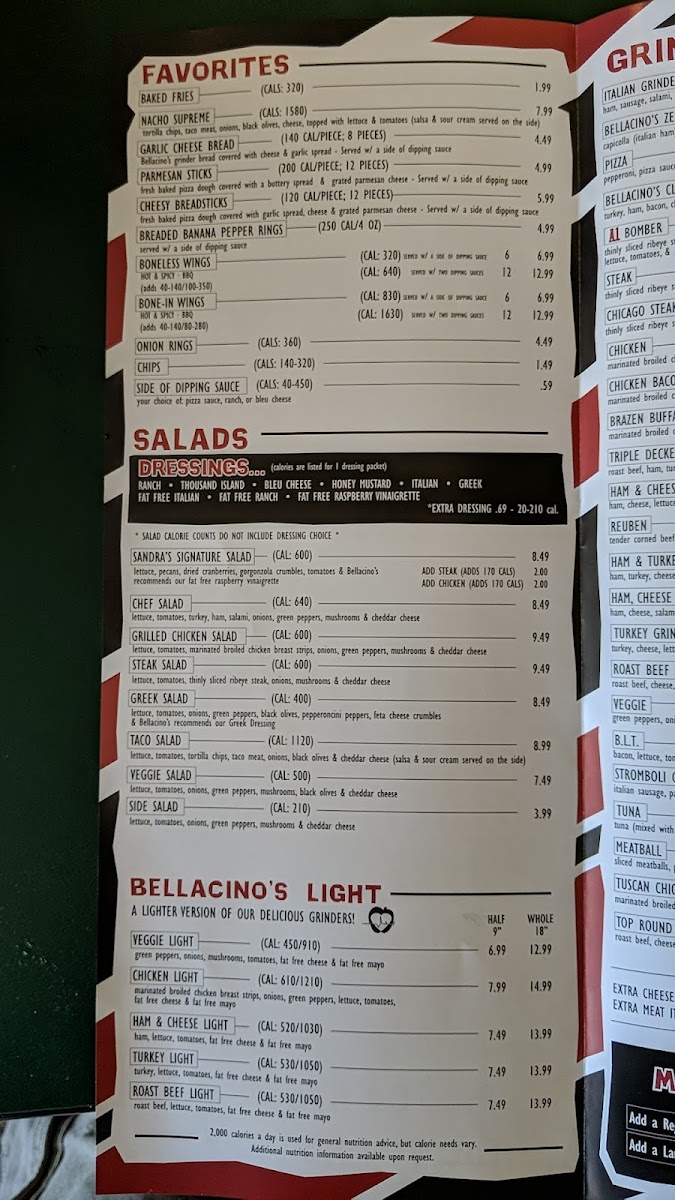 FAVORITES
BAKED FRIES (CALS: 320) 1.99
NACHO SUPREME (CALS: 1580) 7.99
tortilla chips, taco meat, onions, black olives, cheese, topped with lettuce & tomatoes (salsa & sour cream served on the side)
GARLIC CHEESE BREAD (140 CAL/PIECE; 8 PIECES) 4.49
Bellacino's grinder bread covered with cheese & garlic spread - Served w/ a side of dipping sauce
PARMESAN STICKS (200 CAL/PIECE; 12 PIECES) 4.99
fresh baked pizza dough covered with a buttery spread & grated parmesan cheese - Served w/ a side of dipping sauce
CHEESY BREADSTICKS (120 CAL/PIECE; 12 PIECES) 5.99
fresh baked pizza dough covered with garlic spread, cheese & grated parmesan cheese - Served w/ a side of dipping sauce
BREADED BANANA PEPPER RINGS (250 CAL/4 OZ) 4.99
served w/ a side of dipping sauce
BONELESS WINGS (CAL: 320) SERVED W/ A SIDE OF DIPPING SAUCE 6 6.99
HOT & SPICY - BBQ (CAL: 640) SERVED W/ TWO DIPPING SAUCES 12 12.99
(adds 40-140/100-350)
BONE-IN WINGS (CAL: 830) SERVED W/ A SIDE OF DIPPING SAUCE 6 6.99
HOT & SPICY - BBQ (CAL: 1630) SERVED W/ TWO DIPPING SAUCES 12 12.99
(adds 40-140/80-280)
ONION RINGS (CALS: 360) 4.49
CHIPS (CALS: 140-320) 1.49
SIDE OF DIPPING SAUCE (CALS: 40-450) .59
your choice of: pizza sauce, ranch, or bleu cheese
SALADS
DRESSINGS... (calories are listed for 1 dressing packet)
RANCH • THOUSAND ISLAND • BLEU CHEESE • HONEY MUSTARD • ITALIAN • GREEK
FAT FREE ITALIAN • FAT FREE RANCH • FAT FREE RASPBERRY VINAIGRETTE
*EXTRA DRESSING .69 - 20-210 cal.
* SALAD CALORIE COUNTS DO NOT INCLUDE DRESSING CHOICE *
SANDRA'S SIGNATURE SALAD (CAL: 600) 8.49
lettuce, pecans, dried cranberries, gorgonzola crumbles, tomatoes & Bellacino's ADD STEAK (ADDS 170 CALS) 2.00
recommends our fat free raspberry vinaigrette ADD CHICKEN (ADDS 170 CALS) 2.00
CHEF SALAD (CAL: 640) 8.49
lettuce, tomatoes, turkey, ham, salami, onions, green peppers, mushrooms & cheddar cheese
GRILLED CHICKEN SALAD (CAL: 600) 9.49
lettuce, tomatoes, marinated broiled chicken breast strips, onions, green peppers, mushrooms & cheddar cheese
STEAK SALAD (CAL: 600) 9.49
lettuce, tomatoes, thinly sliced ribeye steak, onions, mushrooms & cheddar cheese
GREEK SALAD (CAL: 400) 8.49
lettuce, tomatoes, onions, green peppers, black olives, pepperoncini peppers, feta cheese crumbles
& Bellacino's recommends our Greek Dressing
TACO SALAD (CAL: 1120) 8.99
lettuce, tomatoes, tortilla chips, taco meat, onions, black olives & cheddar cheese (salsa & sour cream served on the side)
VEGGIE SALAD (CAL: 500) 7.49
lettuce, tomatoes, onions, green peppers, mushrooms, black olives & cheddar cheese
SIDE SALAD (CAL: 210) 3.99
lettuce, tomatoes, onions, green peppers, mushrooms & cheddar cheese
BELLACINO'S LIGHT
A LIGHTER VERSION OF OUR DELICIOUS GRINDERS! HALF WHOLE
9" 18"
VEGGIE LIGHT (CAL: 450/910) 6.99 12.99
green peppers, onions, mushrooms, tomatoes, fat free cheese & fat free mayo
CHICKEN LIGHT (CAL: 610/1210) 7.99 14.99
marinated broiled chicken breast strips, onions, green peppers, lettuce, tomatoes,
fat free cheese & fat free mayo
HAM & CHEESE LIGHT (CAL: 520/1030) 7.49 13.99
ham, lettuce, tomatoes, fat free cheese & fat free mayo
TURKEY LIGHT (CAL: 530/1050) 7.49 13.99
turkey, lettuce, tomatoes, fat free cheese & fat free mayo
ROAST BEEF LIGHT (CAL: 530/1050) 7.49 13.99
roast beef, lettuce, tomatoes, fat free cheese & fat free mayo
2,000 calories a day is used for general nutrition advice, but calorie needs vary.
Additional nutrition information available upon request.
GRIN
ITALIAN GRINDE
ham, sausage, salami,
BELLACINO'S ZE
capicolla (italian ham
PIZZA
pepperoni, pizza sauc
BELLACINO'S CL
turkey, ham, bacon, c
A1 BOMBER
thinly sliced ribeye st
lettuce, tomatoes, &
STEAK
thinly sliced ribeye s
CHICAGO STEAK
thinly sliced ribeye s
CHICKEN
marinated broiled c
CHICKEN BACO
marinated broiled c
BRAZEN BUFFA
marinated broiled
TRIPLE DECKE
roast beef, ham, tur
HAM & CHEES
ham, cheese, lettuce
REUBEN
tender corned beef
HAM & TURKE
ham, turkey, cheese
HAM, CHEESE
ham, cheese, salam
TURKEY GRIN
turkey, cheese, lett
ROAST BEEF
roast beef, cheese,
VEGGIE
green peppers, oni
B.L.T.
bacon, lettuce, tom
STROMBOLI
italian sausage, p
TUNA
tuna (mixed with
MEATBALL
sliced meatballs,
TUSCAN CHIC
marinated broiled
TOP ROUND
roast beef, cheese
EXTRA CHEESE
EXTRA MEAT IT
M
Add a Re
Add a La